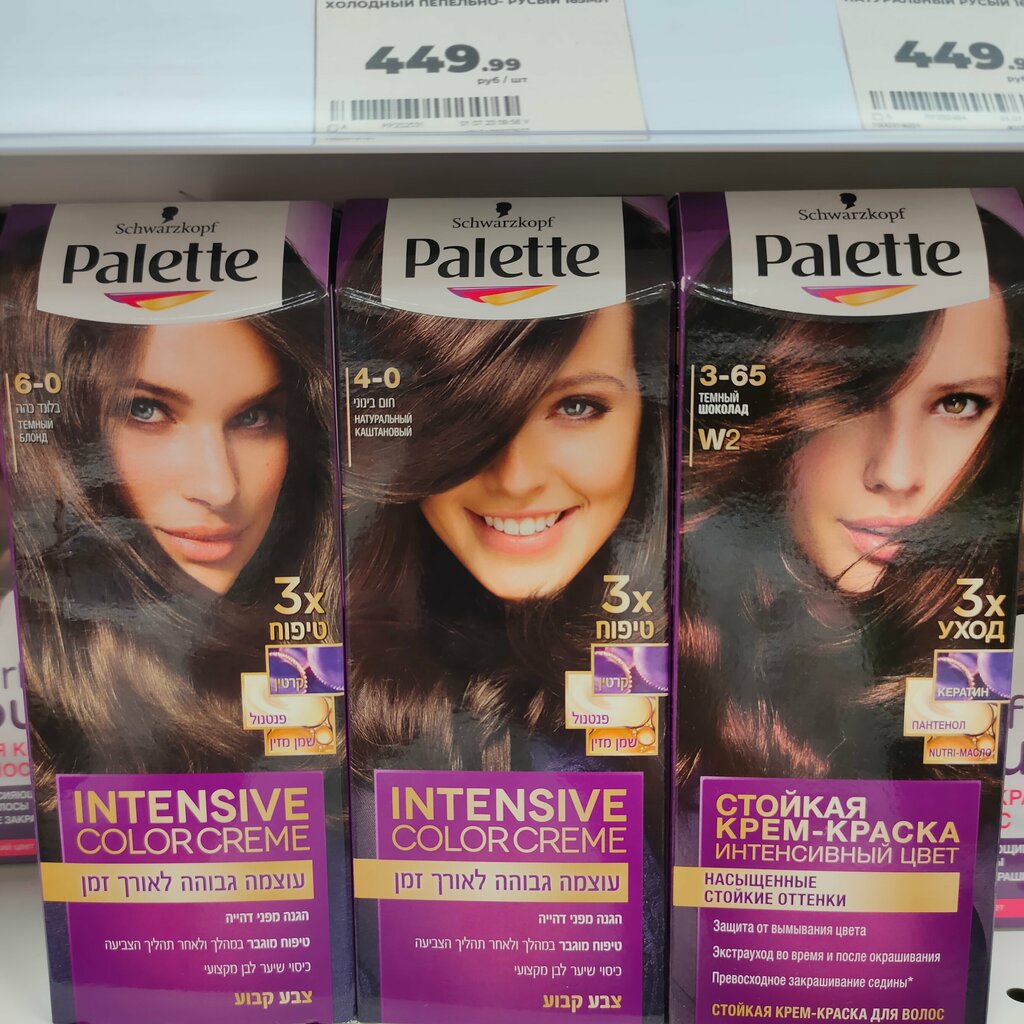 ХОЛОДНЫЙ ПЕПЕЛЬНО- РУСЫЙ
449.99
руб / шт
НАТУРАЛЬНЫЙ РУСЫЙ
449.9
Schwarzkopf
Palette
6-0
בלונד כהה
ТЕМНЫЙ
БЛОНД
3x
טיפוח
קרטין
פנטנול
שמן מזין
INTENSIVE
COLOR CREME
עוצמה גבוהה לאורך זמן
הגנה מפני דהייה
טיפוח מוגבר במהלך ולאחר תהליך הצביעה
כיסוי שיער לבן מקצועי
צבע קבוע
Schwarzkopf
Palette
4-0
חום בינוני
НАТУРАЛЬНЫЙ
КАШТАНОВЫЙ
3x
טיפוח
קרטין
פנטנול
שמן מזין
INTENSIVE
COLOR CREME
עוצמה גבוהה לאורך זמן
הגנה מפני דהייה
טיפוח מוגבר במהלך ולאחר תהליך הצביעה
כיסוי שיער לבן מקצועי
צבע קבוע
Schwarzkopf
Palette
3-65
ТЕМНЫЙ
ШОКОЛАД
W2
3x
УХОД
КЕРАТИН
ПАНТЕНОЛ
NUTRI-МАСЛО
СТОЙКАЯ
КРЕМ-КРАСКА
ИНТЕНСИВНЫЙ ЦВЕТ
НАСЫЩЕННЫЕ
СТОЙКИЕ ОТТЕНКИ
Защита от вымывания цвета
Экстрауход во время и после окрашивания
Превосходное закрашивание седины*
СТОЙКАЯ КРЕМ-КРАСКА ДЛЯ ВОЛОС